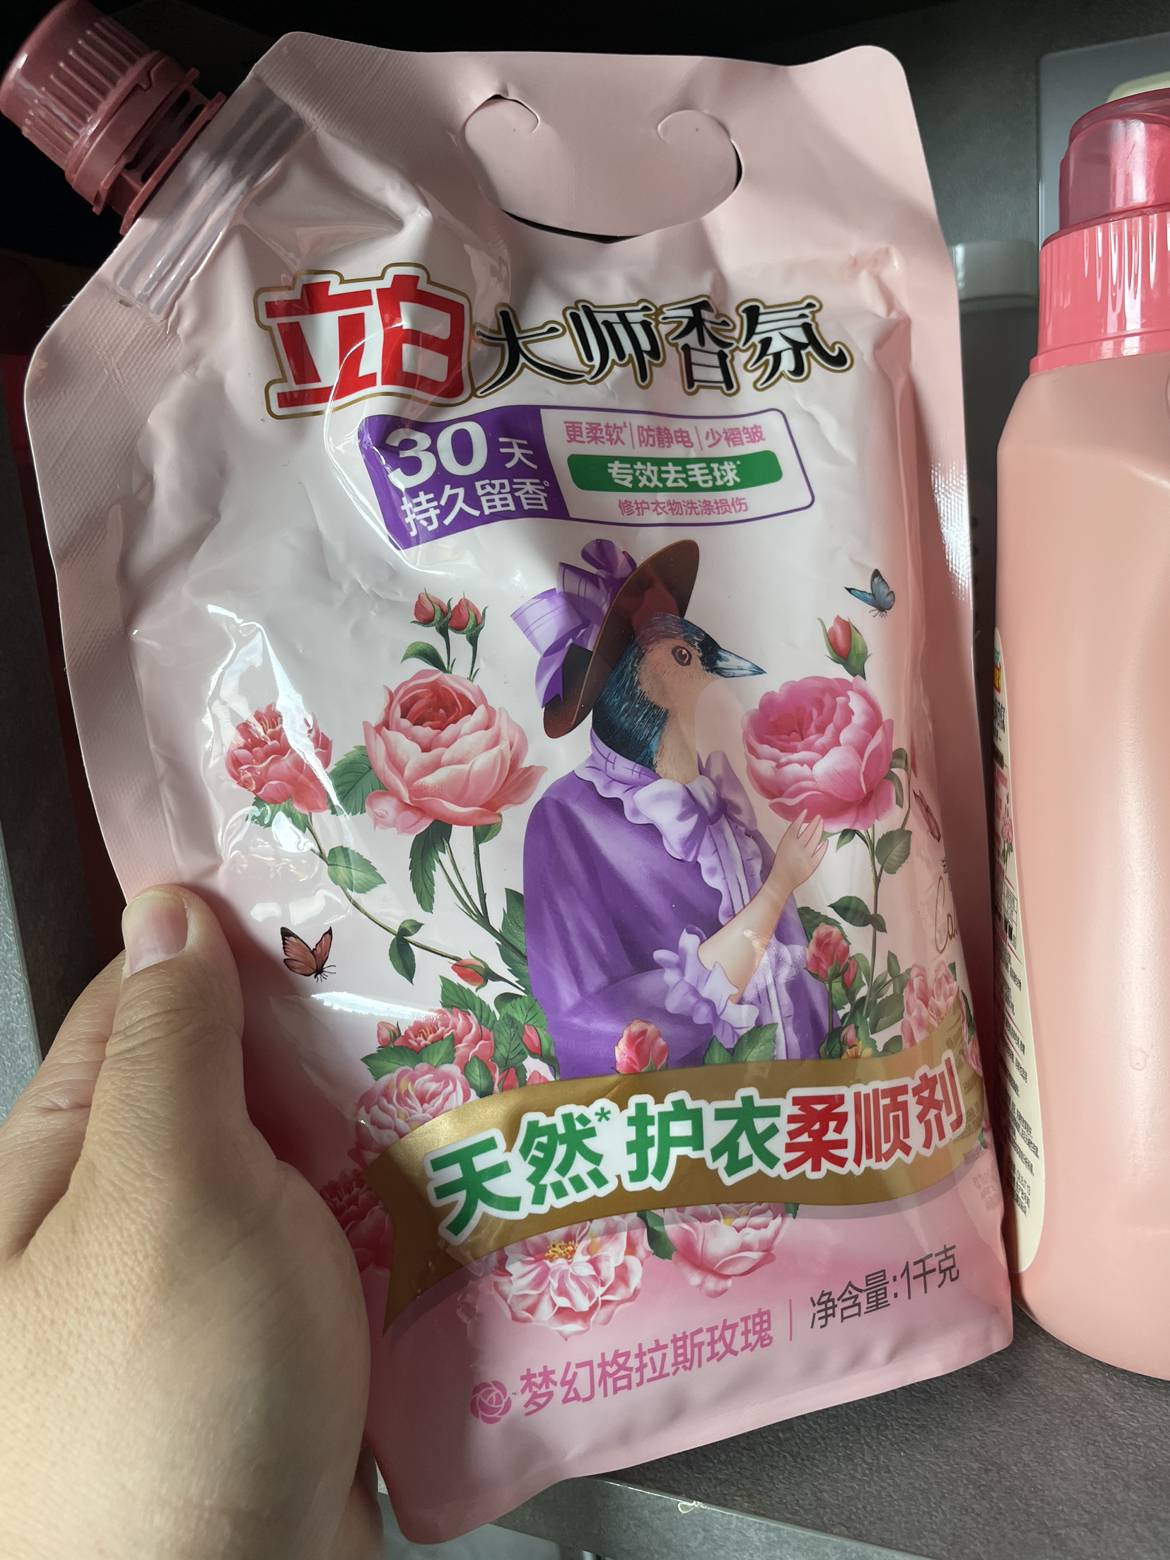 立白大师香氛
30天
持久留香
更柔软|防静电|少褶皱
专效去毛球
修护衣物洗涤损伤
天然*护衣柔顺剂
梦幻格拉斯玫瑰|净含量:1千克